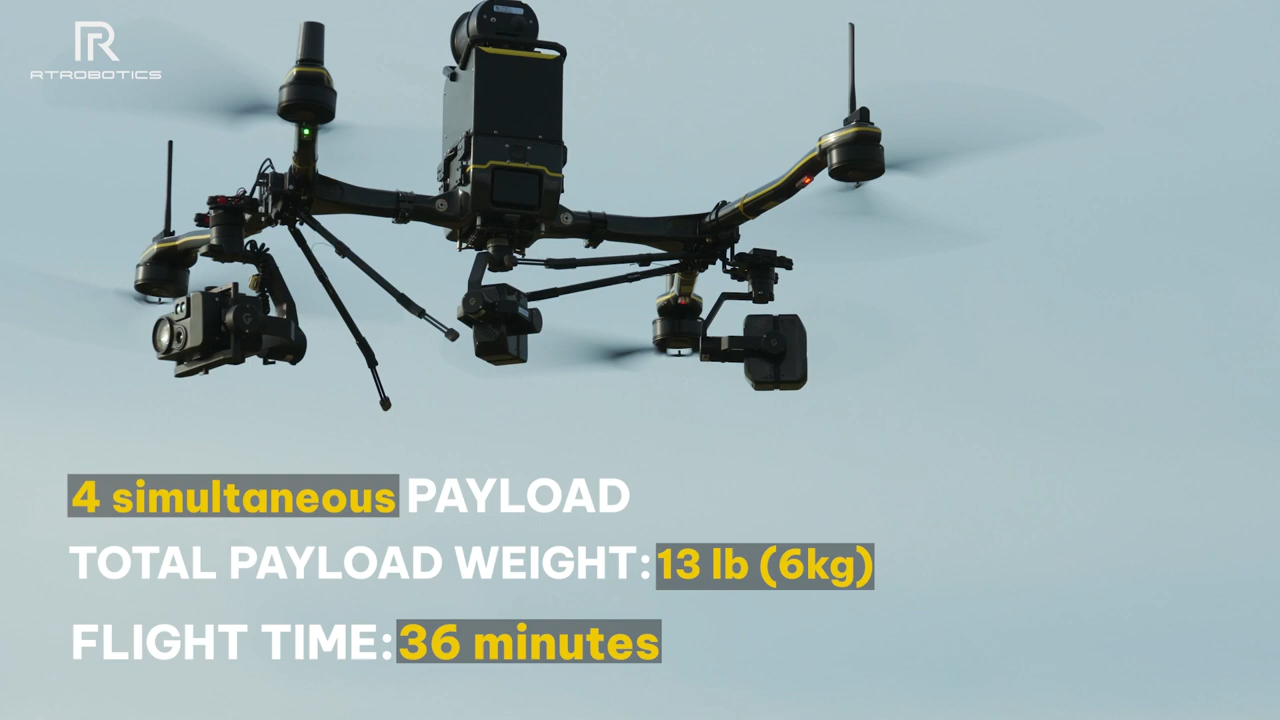 RTROBOTICS
4 simultaneous PAYLOAD
TOTAL PAYLOAD WEIGHT: 13 lb (6kg)
FLIGHT TIME: 36 minutes